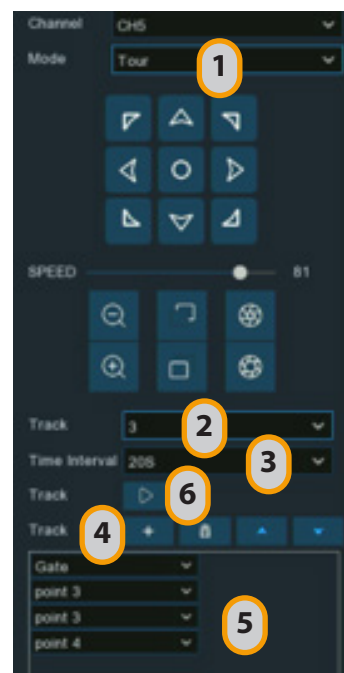 Channel CH5
Mode Tour
1
SPEED 81
Track 3 2
Time Interval 20S 3
Track 6
Track 4
Gate
point 3
point 3
5
point 4